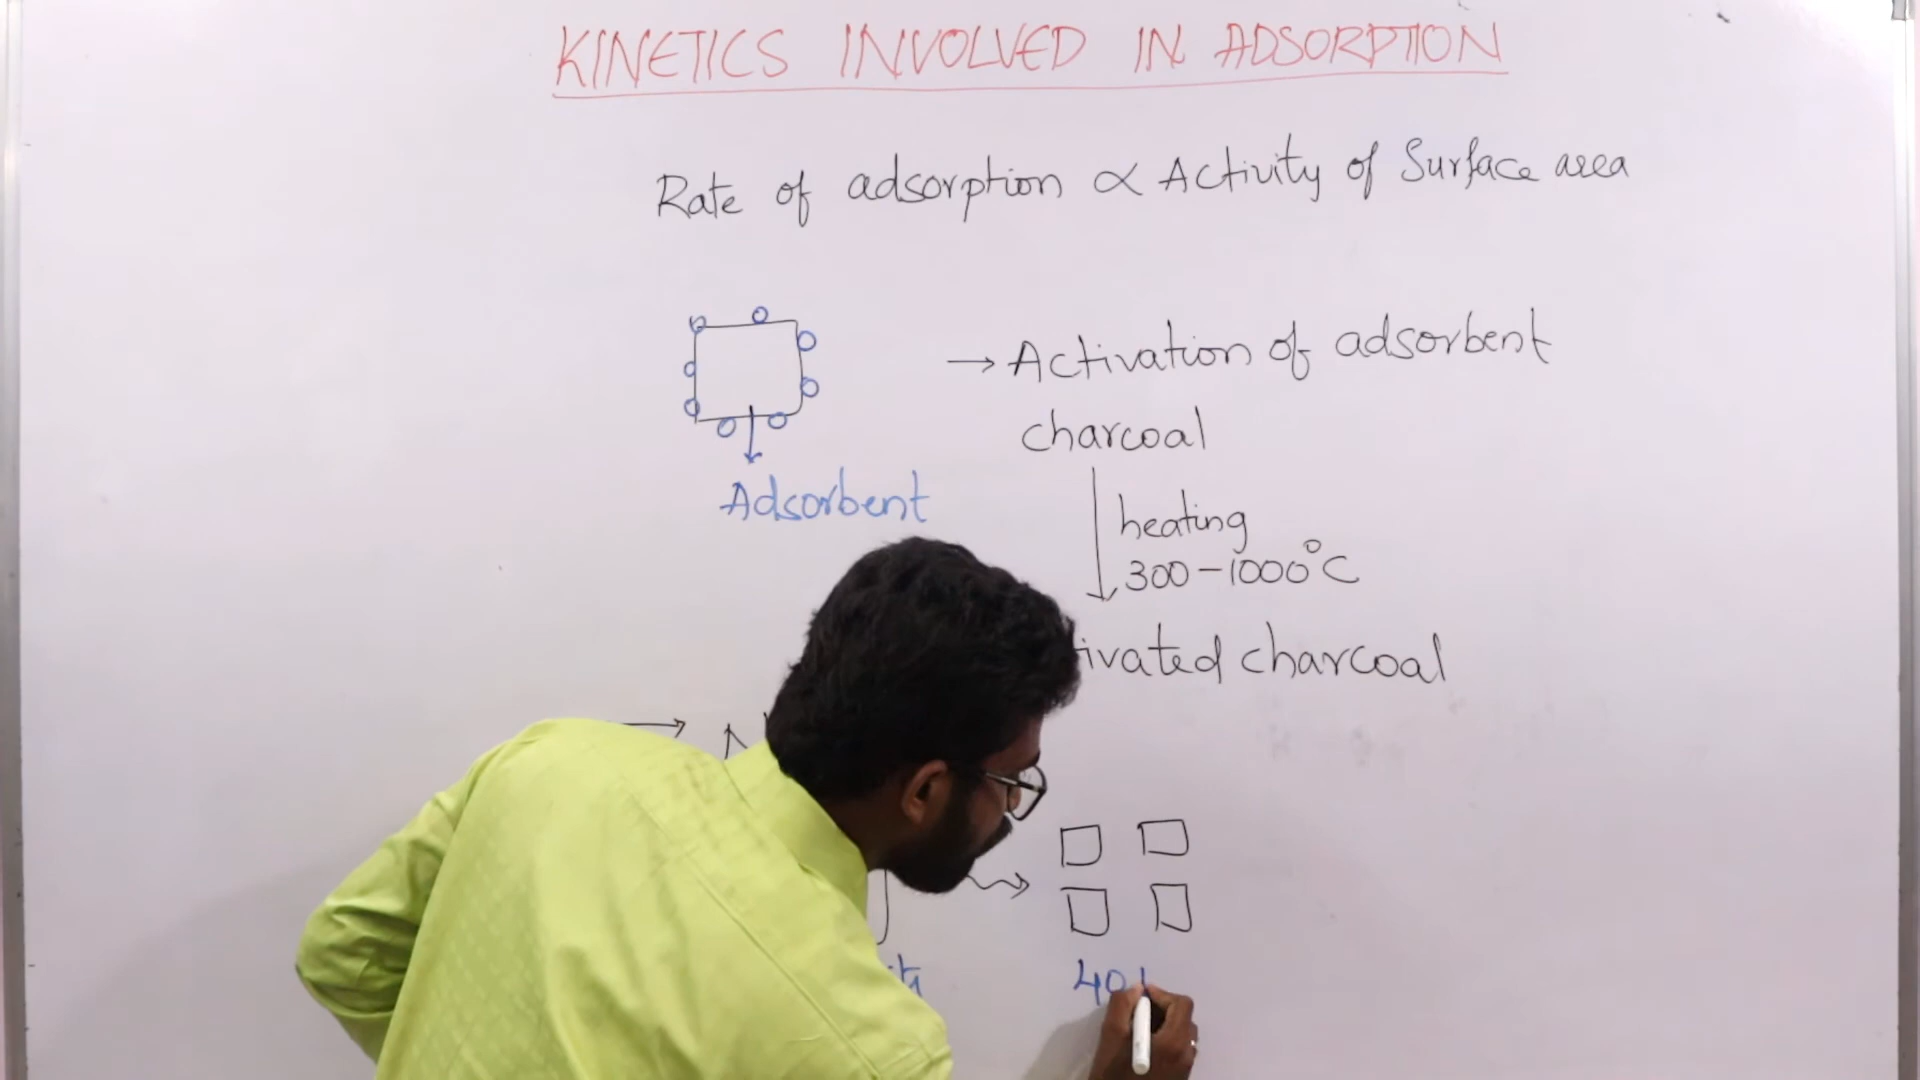 KINETICS INVOLVED IN ADSORPTION
Rate of adsorption ∝ Activity of Surface area
→ Activation of adsorbent
charcoal
Adsorbent
heating
300-1000°C
ivated charcoal
40